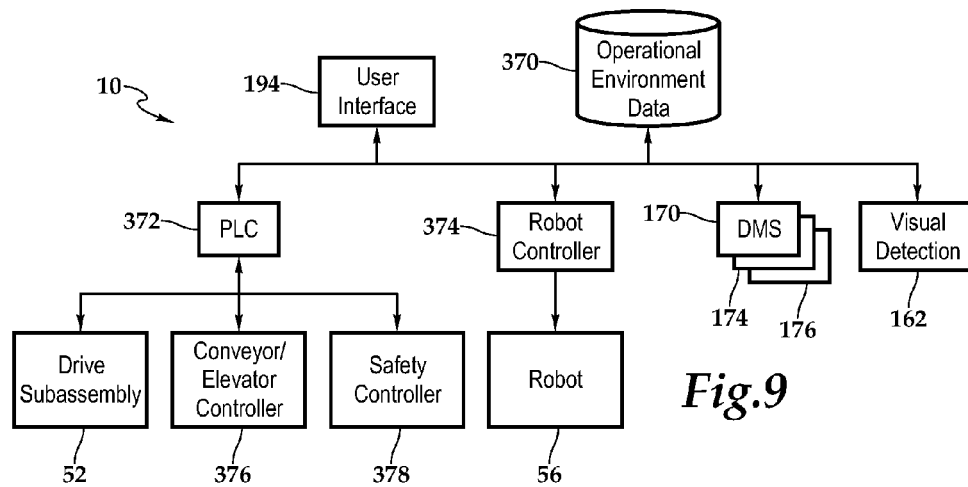 10
194
User
Interface
370
Operational
Environment
Data
372
PLC
374
Robot
Controller
170
DMS
174
176
Visual
Detection
162
Drive
Subassembly
52
Conveyor/
Elevator
Controller
376
Safety
Controller
378
Robot
56
Fig.9